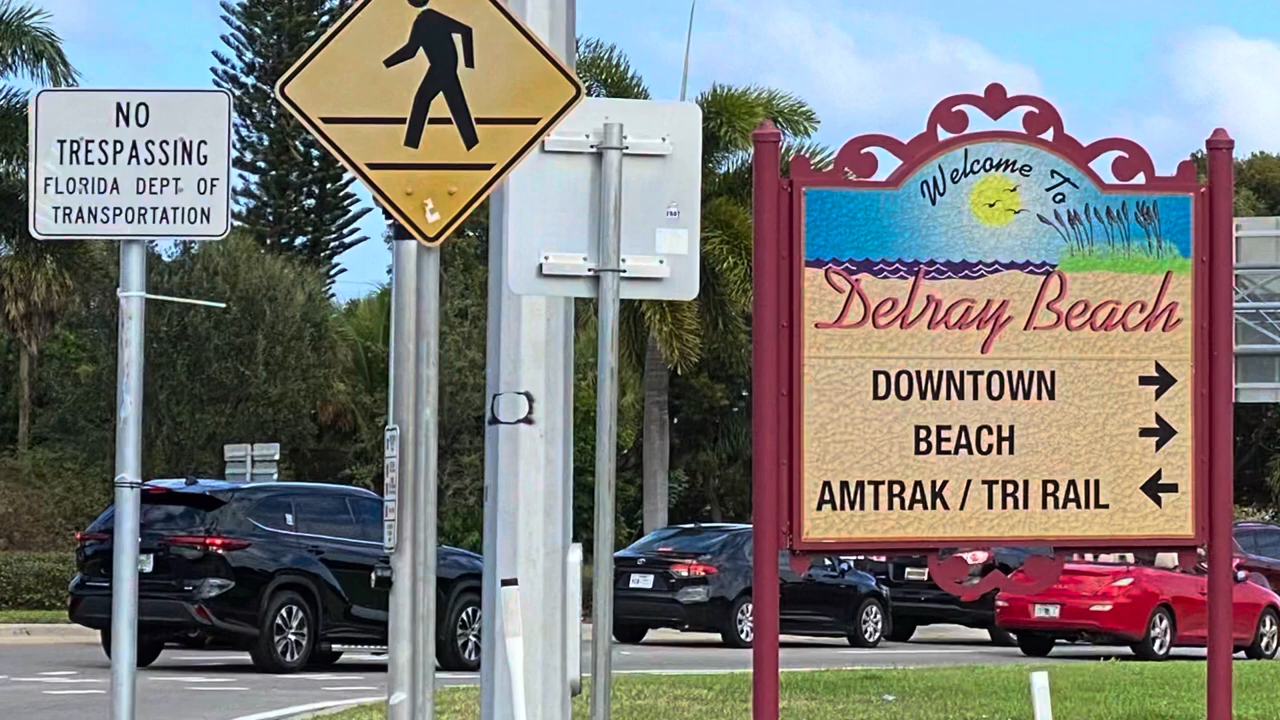 NO
TRESPASSING
FLORIDA DEPT. OF
TRANSPORTATION
Welcome To
Delray Beach
DOWNTOWN
BEACH
AMTRAK / TRI RAIL